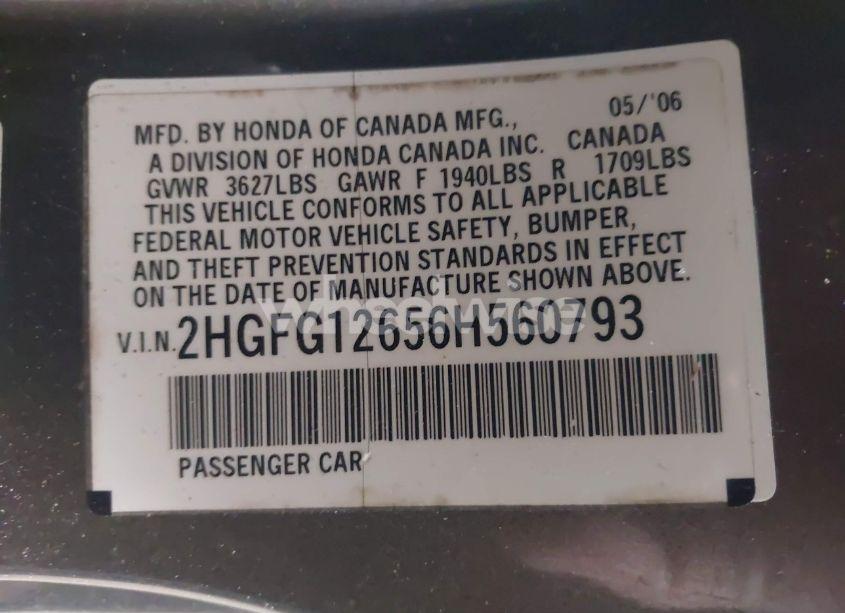 05/'06
MFD. BY HONDA OF CANADA MFG.,
A DIVISION OF HONDA CANADA INC. CANADA
GVWR 3627LBS GAWR F 1940LBS R 1709LBS
THIS VEHICLE CONFORMS TO ALL APPLICABLE
FEDERAL MOTOR VEHICLE SAFETY, BUMPER,
AND THEFT PREVENTION STANDARDS IN EFFECT
ON THE DATE OF MANUFACTURE SHOWN ABOVE.
wheelwise
V.I.N. 2HGFG12656H560793
PASSENGER CAR